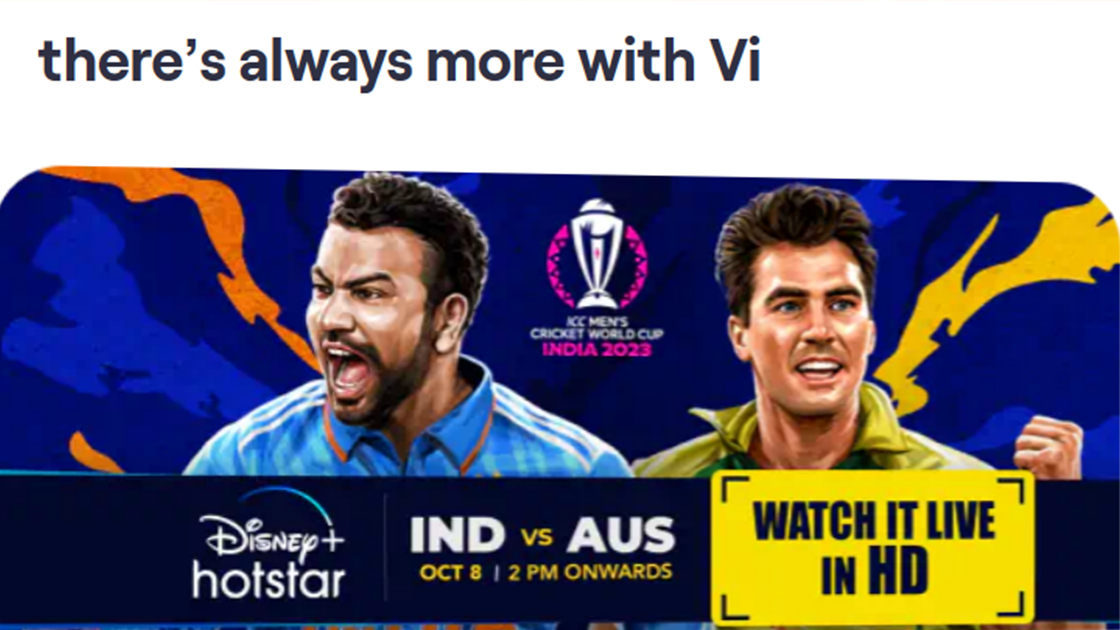 there’s always more with Vi
ICC MEN'S
CRICKET WORLD CUP
INDIA 2023
Disney+
hotstar
IND VS AUS
OCT 8 | 2 PM ONWARDS
WATCH IT LIVE
IN HD